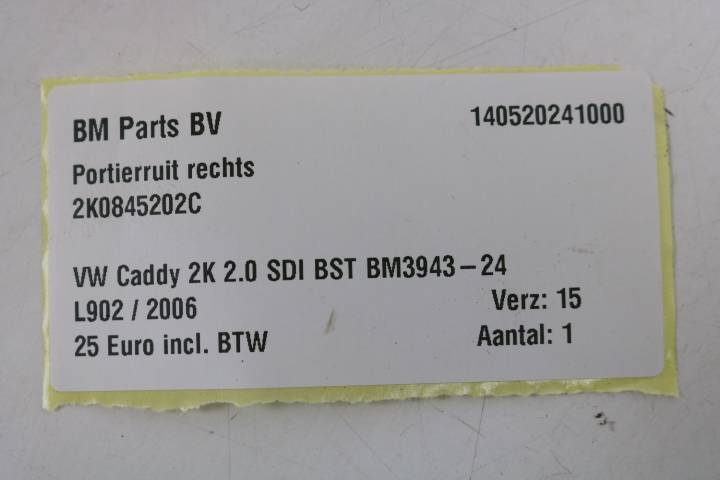 BM Parts BV 140520241000
Portierruit rechts
2K0845202C
VW Caddy 2K 2.0 SDI BST BM3943-24
L902 / 2006 Verz: 15
25 Euro incl. BTW Aantal: 1